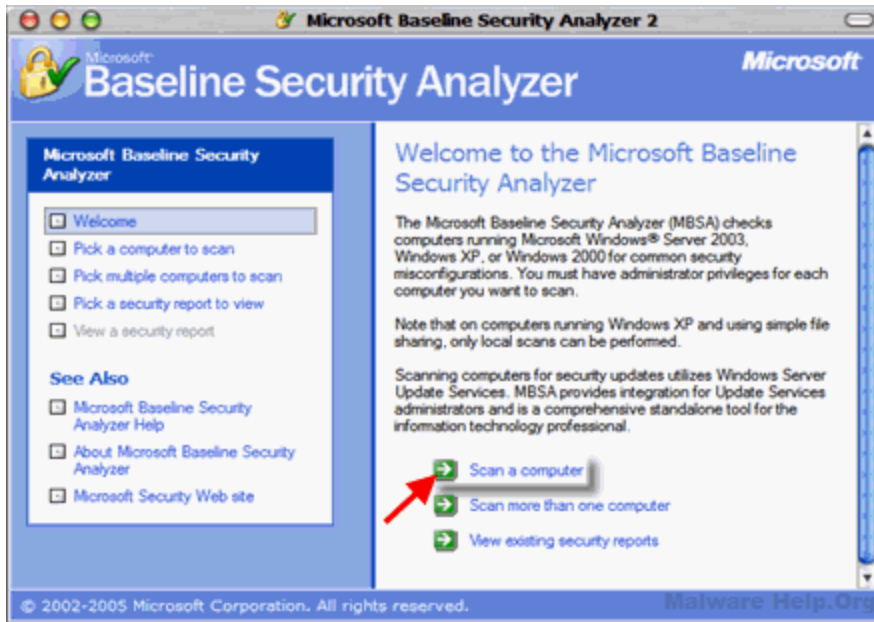 Microsoft Baseline Security Analyzer 2
Microsoft
Baseline Security Analyzer
Microsoft
Microsoft Baseline Security
Analyzer
Welcome
Pick a computer to scan
Pick multiple computers to scan
Pick a security report to view
View a security report
See Also
Microsoft Baseline Security
Analyzer Help
About Microsoft Baseline Security
Analyzer
Microsoft Security Web site
Welcome to the Microsoft Baseline
Security Analyzer
The Microsoft Baseline Security Analyzer (MBSA) checks
computers running Microsoft Windows® Server 2003,
Windows XP, or Windows 2000 for common security
misconfigurations. You must have administrator privileges for each
computer you want to scan.
Note that on computers running Windows XP and using simple file
sharing, only local scans can be performed.
Scanning computers for security updates utilizes Windows Server
Update Services. MBSA provides integration for Update Services
administrators and is a comprehensive standalone tool for the
information technology professional.
Scan a computer
Scan more than one computer
View existing security reports
© 2002-2005 Microsoft Corporation. All rights reserved.
Malware Help.Org